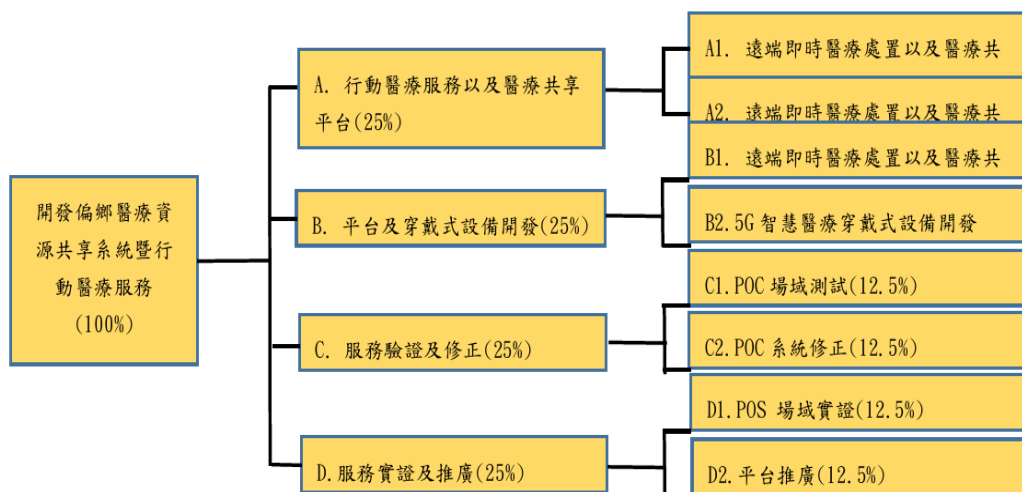 開發偏鄉醫療資
源共享系統暨行
動醫療服務
(100%)
A. 行動醫療服務以及醫療共享
平台(25%)
A1. 遠端即時醫療處置以及醫療共
A2. 遠端即時醫療處置以及醫療共
B. 平台及穿戴式設備開發(25%)
B1. 遠端即時醫療處置以及醫療共
B2.5G 智慧醫療穿戴式設備開發
C. 服務驗證及修正(25%)
C1.POC 場域測試(12.5%)
C2.POC 系統修正(12.5%)
D.服務實證及推廣(25%)
D1.POS 場域實證(12.5%)
D2.平台推廣(12.5%)